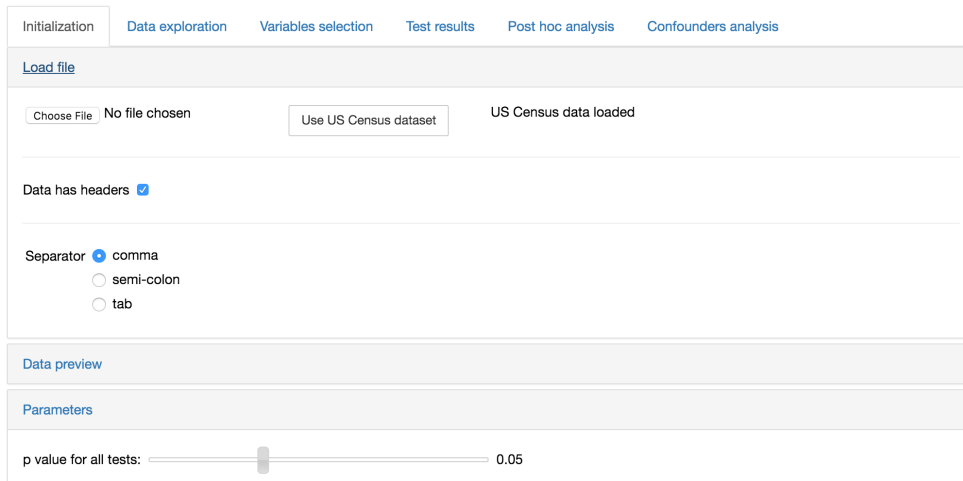 Initialization Data exploration Variables selection Test results Post hoc analysis Confounders analysis
Load file
Choose File No file chosen Use US Census dataset US Census data loaded
Data has headers
Separator comma
semi-colon
tab
Data preview
Parameters
p value for all tests: 0.05